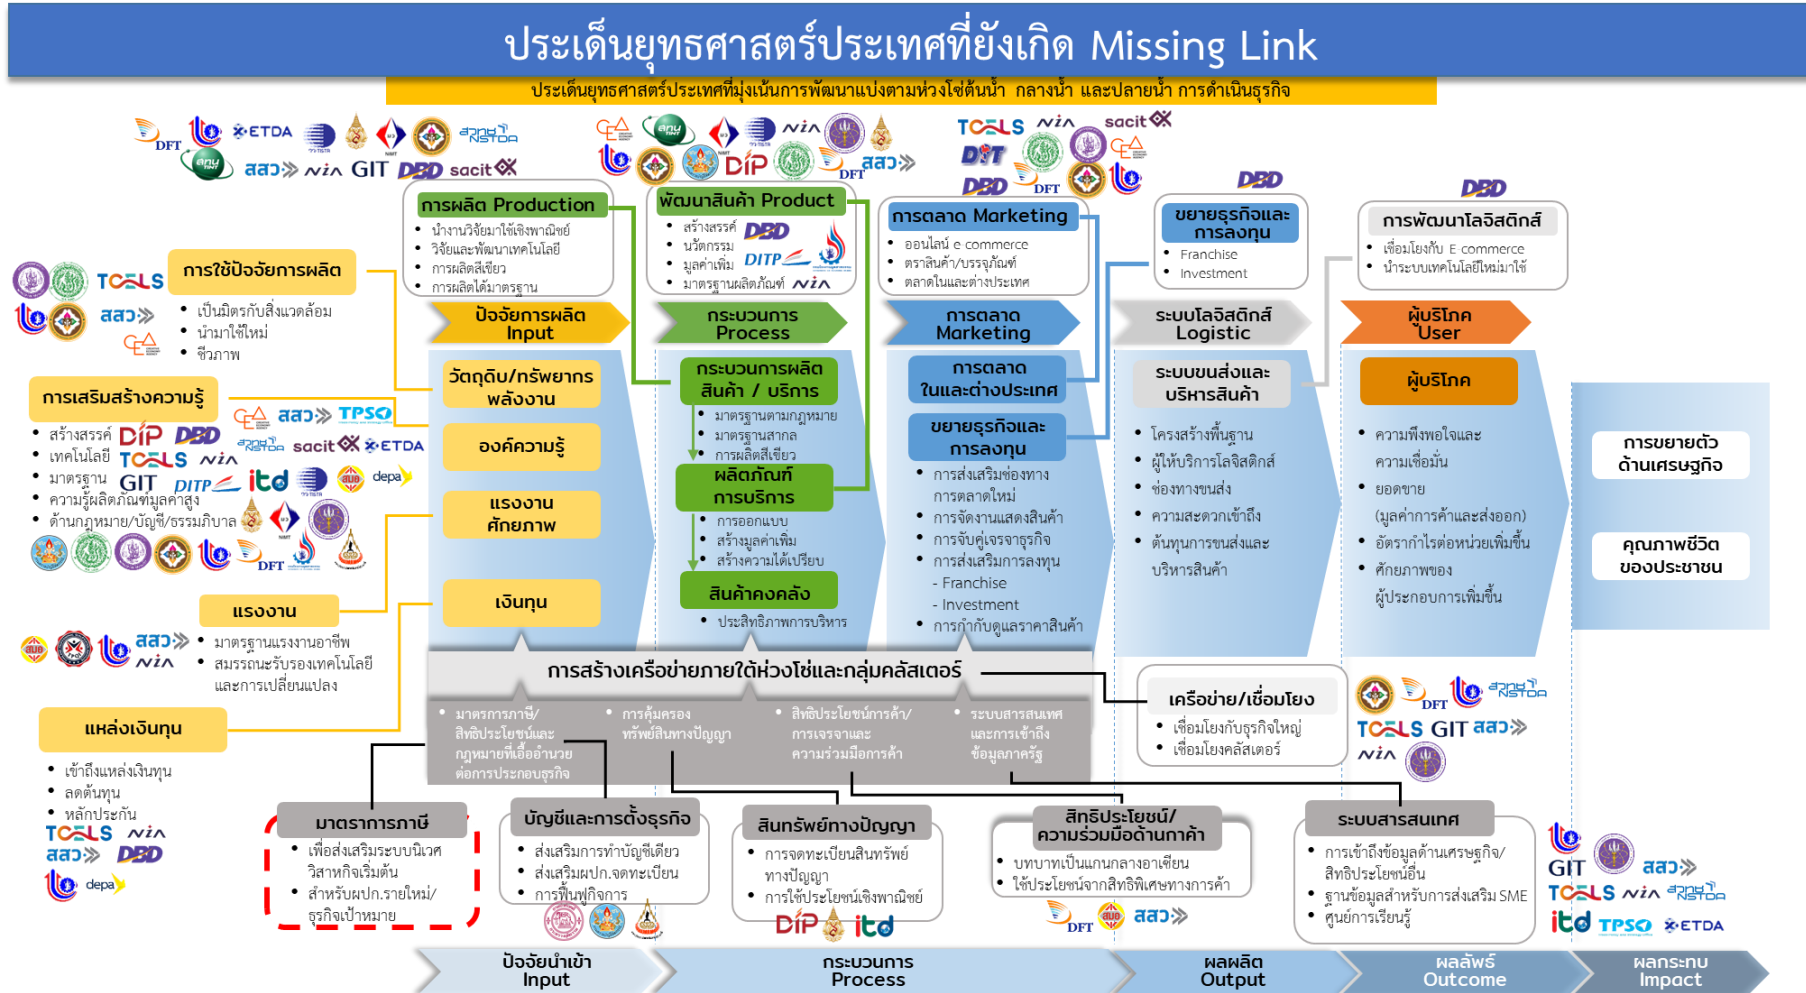 ประเด็นยุทธศาสตร์ประเทศที่ยังเกิด Missing Link
ประเด็นยุทธศาสตร์ประเทศที่มุ่งเน้นการพัฒนาแบ่งตามห่วงโซ่ต้นน้ำ กลางน้ำ และปลายน้ำ การดำเนินธุรกิจ
DFT
ETDA
NSTDA
สสว.
NIA
GIT
DBD
sacit
CEA
NIA
DIP
DFT
สสว.
TCELS
NIA
sacit
DIT
CEA
DBD
DFT
DBD
DBD
การผลิต Production
• นำงานวิจัยมาใช้เชิงพาณิชย์
• วิจัยและพัฒนาเทคโนโลยี
• การผลิตสีเขียว
• การผลิตได้มาตรฐาน
พัฒนาสินค้า Product
• สร้างสรรค์ DBD
• นวัตกรรม
• มูลค่าเพิ่ม DITP
• มาตรฐานผลิตภัณฑ์ NIA
การตลาด Marketing
• ออนไลน์ e-commerce
• ตราสินค้า/บรรจุภัณฑ์
• ตลาดในและต่างประเทศ
ขยายธุรกิจและ
การลงทุน
• Franchise
• Investment
การพัฒนาโลจิสติกส์
• เชื่อมโยงกับ E-commerce
• นำระบบเทคโนโลยีใหม่มาใช้
การใช้ปัจจัยการผลิต
• เป็นมิตรกับสิ่งแวดล้อม
• นำมาใช้ใหม่
• ชีวภาพ
TCELS
สสว.
CEA
การเสริมสร้างความรู้
CEA สสว. TPSO
• สร้างสรรค์ DIP DBD NSTDA sacit ETDA
• เทคโนโลยี TCELS NIA
• มาตรฐาน GIT DITP itd depa
• ความรู้ผลิตภัณฑ์มูลค่าสูง
• ด้านกฎหมาย/บัญชี/ธรรมาภิบาล
DFT
แรงงาน
• มาตรฐานแรงงานอาชีพ
• สมรรถนะรับรองเทคโนโลยี
และการเปลี่ยนแปลง
สสว.
NIA
แหล่งเงินทุน
• เข้าถึงแหล่งเงินทุน
• ลดต้นทุน
• หลักประกัน
TCELS NIA
สสว. DBD
depa
ปัจจัยการผลิต
Input
กระบวนการ
Process
การตลาด
Marketing
ระบบโลจิสติกส์
Logistic
ผู้บริโภค
User
วัตถุดิบ/ทรัพยากร
พลังงาน
องค์ความรู้
แรงงาน
ศักยภาพ
เงินทุน
กระบวนการผลิต
สินค้า / บริการ
• มาตรฐานตามกฎหมาย
• มาตรฐานสากล
• การผลิตสีเขียว
ผลิตภัณฑ์
การบริการ
• การออกแบบ
• สร้างมูลค่าเพิ่ม
• สร้างความได้เปรียบ
สินค้าคงคลัง
• ประสิทธิภาพการบริหาร
การตลาด
ในและต่างประเทศ
ขยายธุรกิจและ
การลงทุน
• การส่งเสริมช่องทาง
การตลาดใหม่
• การจัดงานแสดงสินค้า
• การจับคู่เจรจาธุรกิจ
• การส่งเสริมการลงทุน
- Franchise
- Investment
• การกำกับดูแลราคาสินค้า
ระบบขนส่งและ
บริหารสินค้า
• โครงสร้างพื้นฐาน
• ผู้ให้บริการโลจิสติกส์
• ช่องทางขนส่ง
• ความสะดวกเข้าถึง
• ต้นทุนการขนส่งและ
บริหารสินค้า
ผู้บริโภค
• ความพึงพอใจและ
ความเชื่อมั่น
• ยอดขาย
(มูลค่าการค้าและส่งออก)
• อัตรากำไรต่อหน่วยเพิ่มขึ้น
• ศักยภาพของ
ผู้ประกอบการเพิ่มขึ้น
การขยายตัว
ด้านเศรษฐกิจ
คุณภาพชีวิต
ของประชาชน
การสร้างเครือข่ายภายใต้ห่วงโซ่และกลุ่มคลัสเตอร์
• มาตรการภาษี/
สิทธิประโยชน์และ
กฎหมายที่เอื้ออำนวย
ต่อการประกอบธุรกิจ
• การคุ้มครอง
ทรัพย์สินทางปัญญา
• สิทธิประโยชน์การค้า/
การเจรจาและ
ความร่วมมือการค้า
• ระบบสารสนเทศ
และการเข้าถึง
ข้อมูลภาครัฐ
เครือข่าย/เชื่อมโยง
• เชื่อมโยงกับธุรกิจใหญ่
• เชื่อมโยงคลัสเตอร์
DFT
NSTDA
TCELS GIT สสว.
NIA
มาตราการภาษี
• เพื่อส่งเสริมระบบนิเวศ
วิสาหกิจเริ่มต้น
• สำหรับผปก.รายใหม่/
ธุรกิจเป้าหมาย
บัญชีและการตั้งธุรกิจ
• ส่งเสริมการทำบัญชีเดียว
• ส่งเสริมผปก.จดทะเบียน
• การฟื้นฟูกิจการ
สินทรัพย์ทางปัญญา
• การจดทะเบียนสินทรัพย์
ทางปัญญา
• การใช้ประโยชน์เชิงพาณิชย์
DIP itd
สิทธิประโยชน์/
ความร่วมมือด้านกาค้า
• บทบาทเป็นแกนกลางอาเซียน
• ใช้ประโยชน์จากสิทธิพิเศษทางการค้า
DFT สสว.
ระบบสารสนเทศ
• การเข้าถึงข้อมูลด้านเศรษฐกิจ/
สิทธิประโยชน์อื่น
• ฐานข้อมูลสำหรับการส่งเสริม SME
• ศูนย์การเรียนรู้
GIT สสว.
TCELS NIA NSTDA
itd TPSO ETDA
ปัจจัยนำเข้า
Input
กระบวนการ
Process
ผลผลิต
Output
ผลลัพธ์
Outcome
ผลกระทบ
Impact